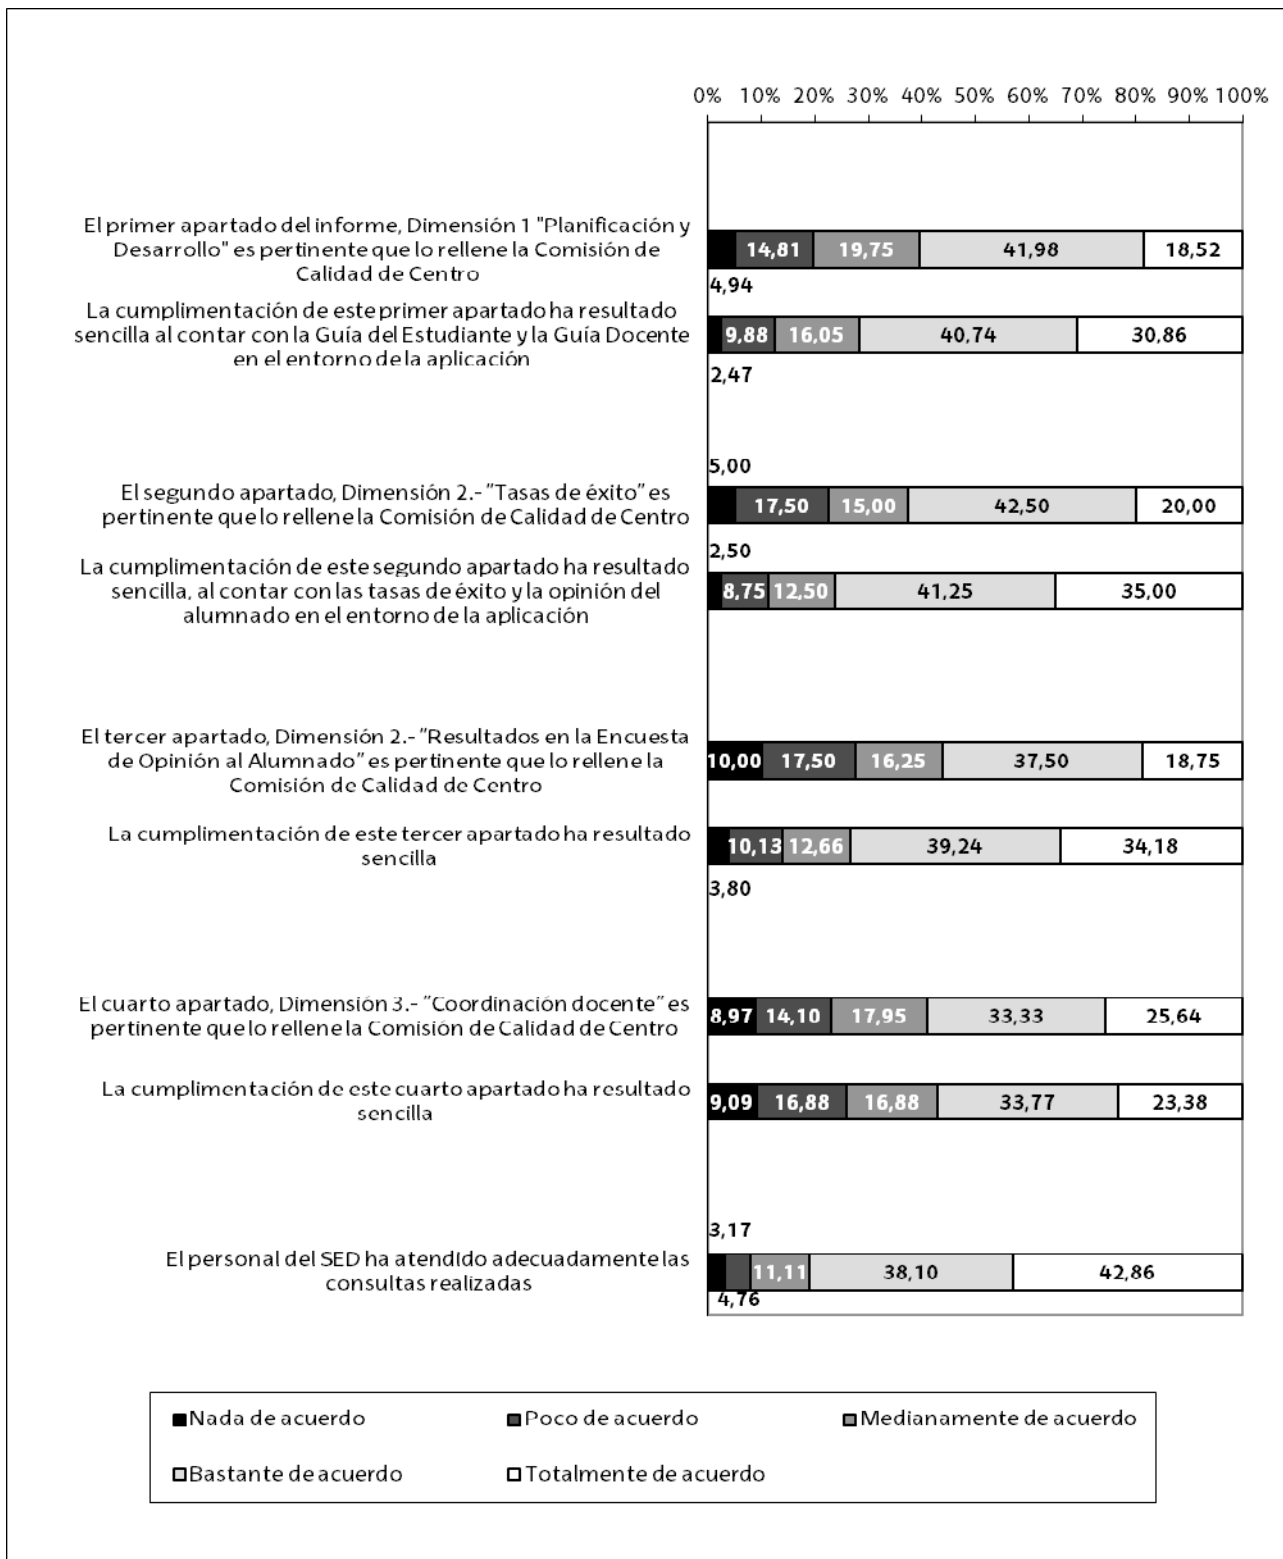 0% 10% 20% 30% 40% 50% 60% 70% 80% 90% 100%
El primer apartado del informe, Dimensión 1 "Planificación y
Desarrollo" es pertinente que lo rellene la Comisión de
Calidad de Centro
14,81 19,75 41,98 18,52
4,94
La cumplimentación de este primer apartado ha resultado
sencilla al contar con la Guía del Estudiante y la Guía Docente
en el entorno de la aplicación
9,88 16,05 40,74 30,86
2,47
5,00
El segundo apartado, Dimensión 2.- "Tasas de éxito" es
pertinente que lo rellene la Comisión de Calidad de Centro
17,50 15,00 42,50 20,00
2,50
La cumplimentación de este segundo apartado ha resultado
sencilla, al contar con las tasas de éxito y la opinión del
alumnado en el entorno de la aplicación
8,75 12,50 41,25 35,00
El tercer apartado, Dimensión 2.- "Resultados en la Encuesta
de Opinión al Alumnado" es pertinente que lo rellene la
Comisión de Calidad de Centro
10,00 17,50 16,25 37,50 18,75
La cumplimentación de este tercer apartado ha resultado
sencilla
10,13 12,66 39,24 34,18
3,80
El cuarto apartado, Dimensión 3.- "Coordinación docente" es
pertinente que lo rellene la Comisión de Calidad de Centro
8,97 14,10 17,95 33,33 25,64
La cumplimentación de este cuarto apartado ha resultado
sencilla
9,09 16,88 16,88 33,77 23,38
3,17
El personal del SED ha atendido adecuadamente las
consultas realizadas
11,11 38,10 42,86
4,76
Nada de acuerdo Poco de acuerdo Medianamente de acuerdo
Bastante de acuerdo Totalmente de acuerdo